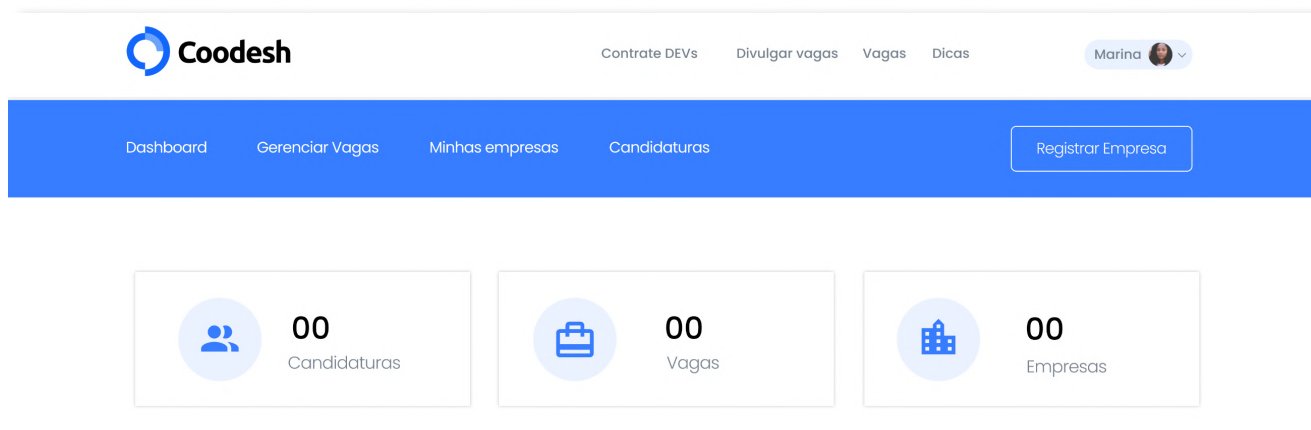 Coodesh Contrate DEVs Divulgar vagas Vagas Dicas Marina
Dashboard Gerenciar Vagas Minhas empresas Candidaturas Registrar Empresa
00 00 00
Candidaturas Vagas Empresas